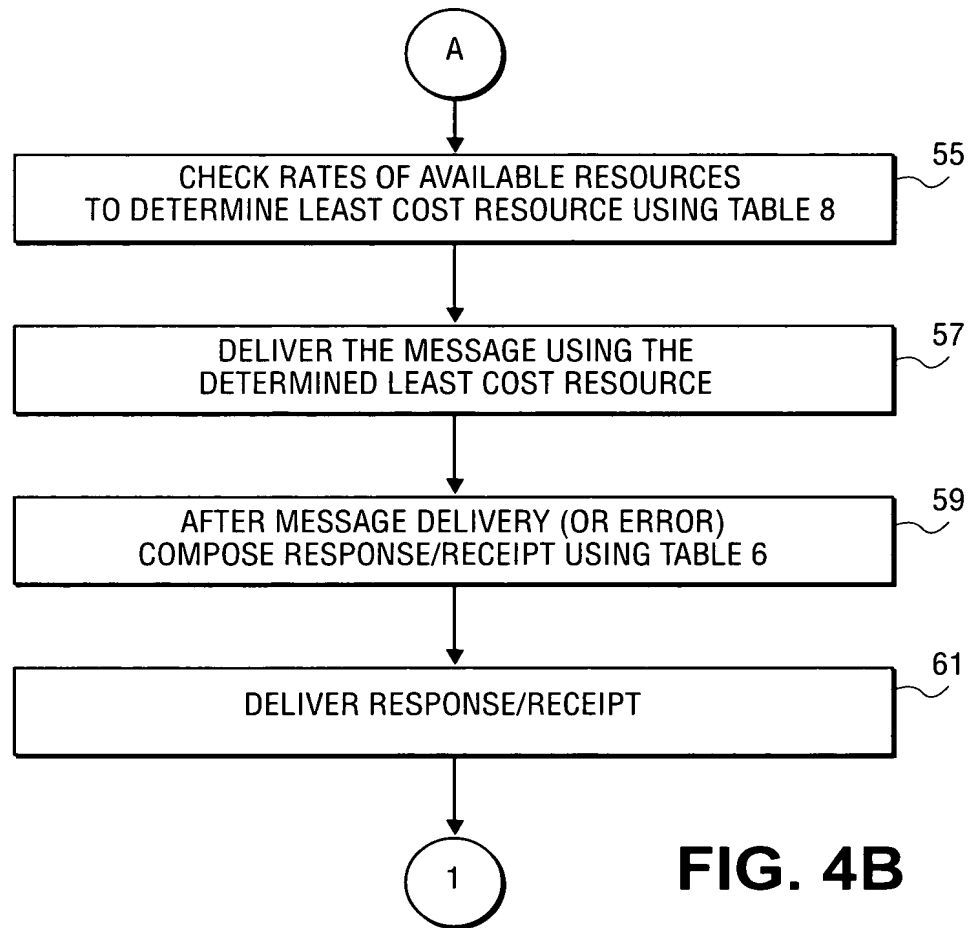 A
55
CHECK RATES OF AVAILABLE RESOURCES
TO DETERMINE LEAST COST RESOURCE USING TABLE 8
57
DELIVER THE MESSAGE USING THE
DETERMINED LEAST COST RESOURCE
59
AFTER MESSAGE DELIVERY (OR ERROR)
COMPOSE RESPONSE/RECEIPT USING TABLE 6
61
DELIVER RESPONSE/RECEIPT
1
FIG. 4B